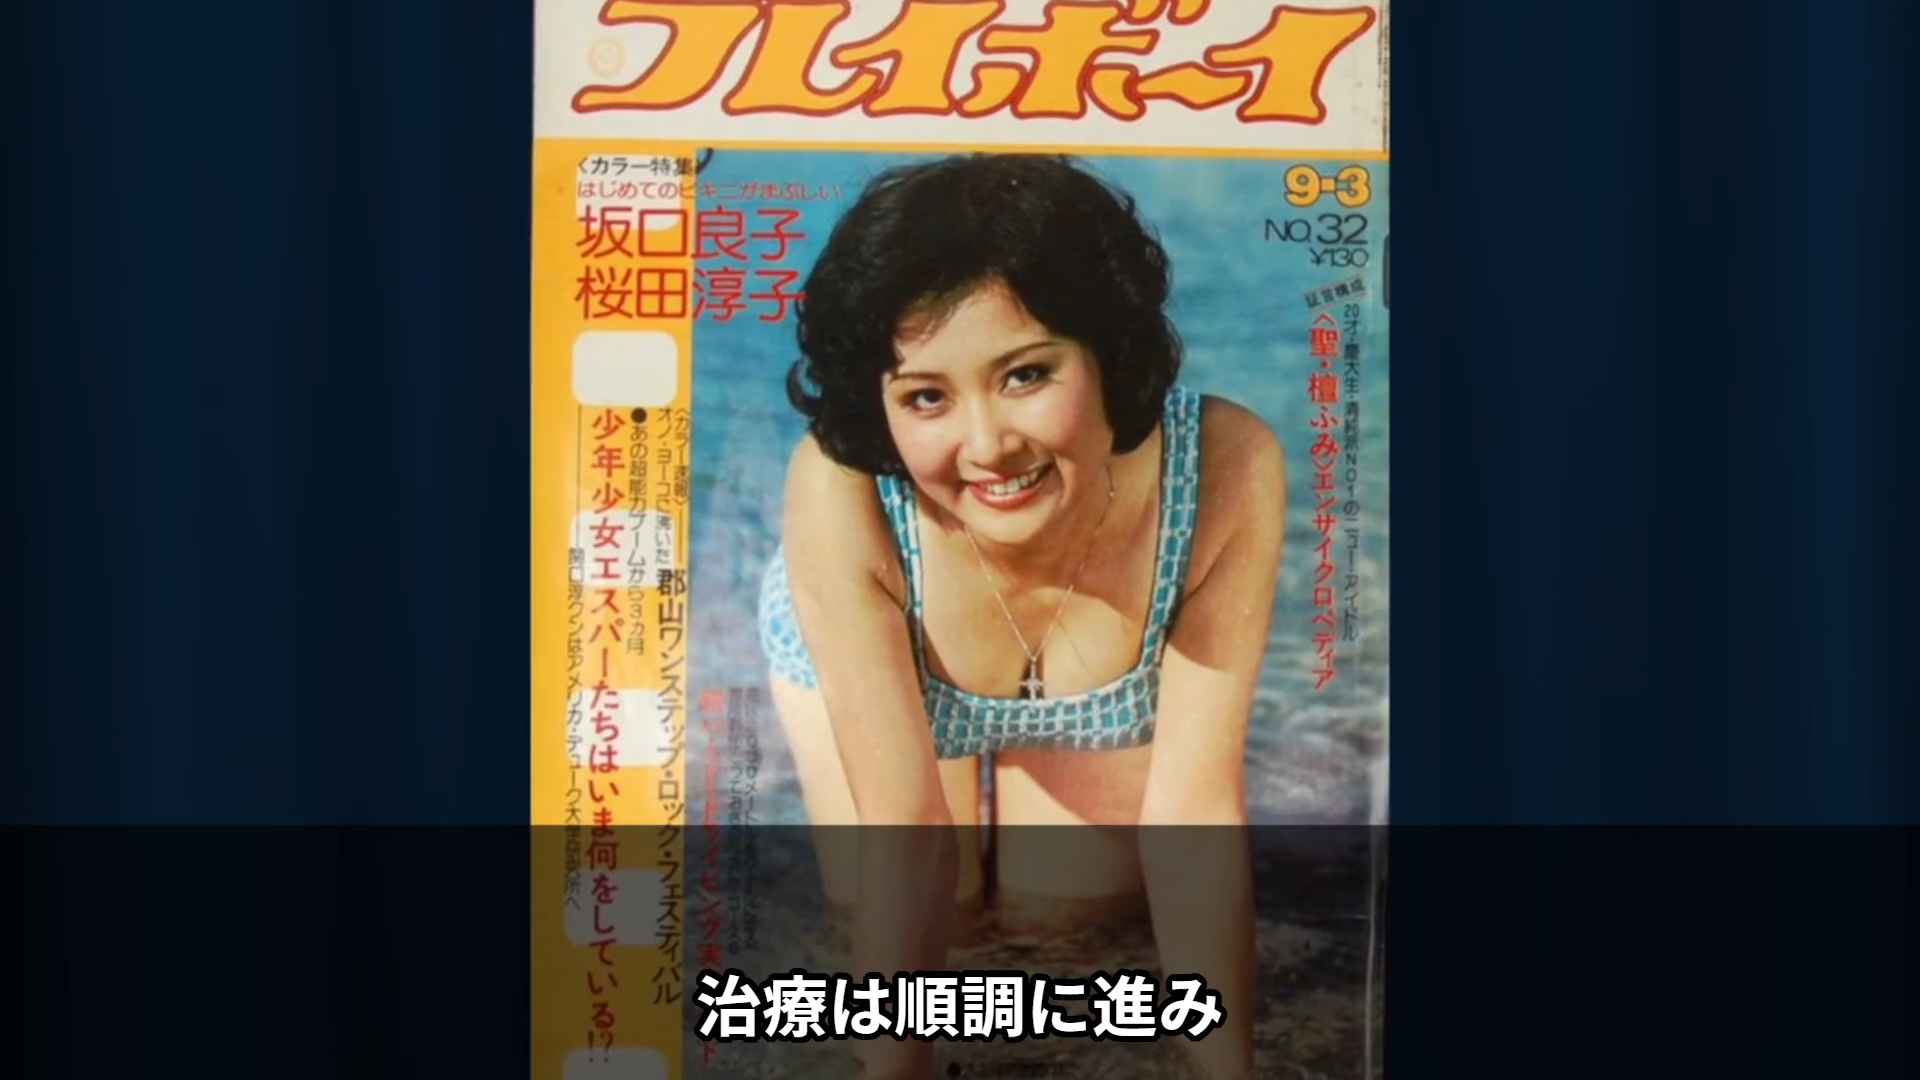 プレイボーイ
〈カラー特集〉
はじめてのビキニがまぶしい
坂口良子
桜田淳子
9-3
NO.32
¥130
証言構成
20才・慶大生・清純派NO1のニュー・アイドル
〈聖・檀ふみ〉エンサイクロペディア
〈カラー速報〉
オノ・ヨーコに沸いた
郡山ワンステップ・ロック・フェスティバル
●あの超能力ブームから3ヵ月
少年少女エスパーたちはいま何をしている!?
関口淳クンはアメリカ・デューク大学研究所へ
治療は順調に進み